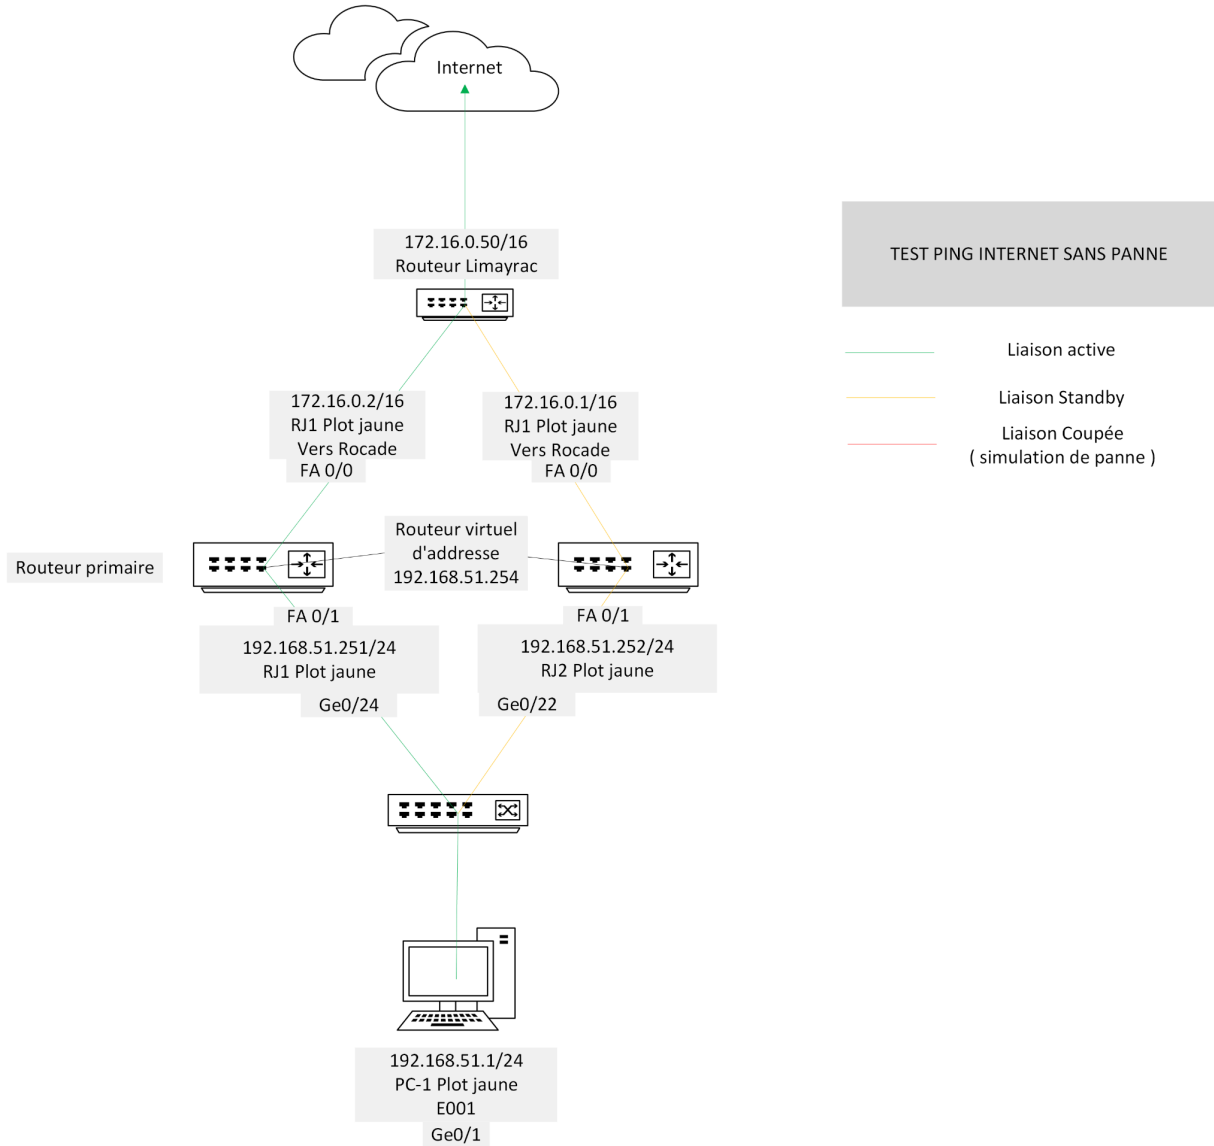 Internet
172.16.0.50/16
Routeur Limayrac
TEST PING INTERNET SANS PANNE
Liaison active
Liaison Standby
Liaison Coupée
( simulation de panne )
172.16.0.2/16
RJ1 Plot jaune
Vers Rocade
FA 0/0
172.16.0.1/16
RJ1 Plot jaune
Vers Rocade
FA 0/0
Routeur primaire
Routeur virtuel
d'addresse
192.168.51.254
FA 0/1
192.168.51.251/24
RJ1 Plot jaune
Ge0/24
FA 0/1
192.168.51.252/24
RJ2 Plot jaune
Ge0/22
192.168.51.1/24
PC-1 Plot jaune
E001
Ge0/1